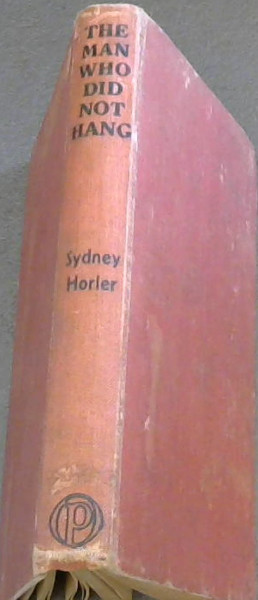 THE
MAN
WHO
DID
NOT
HANG
Sydney
Horler
P